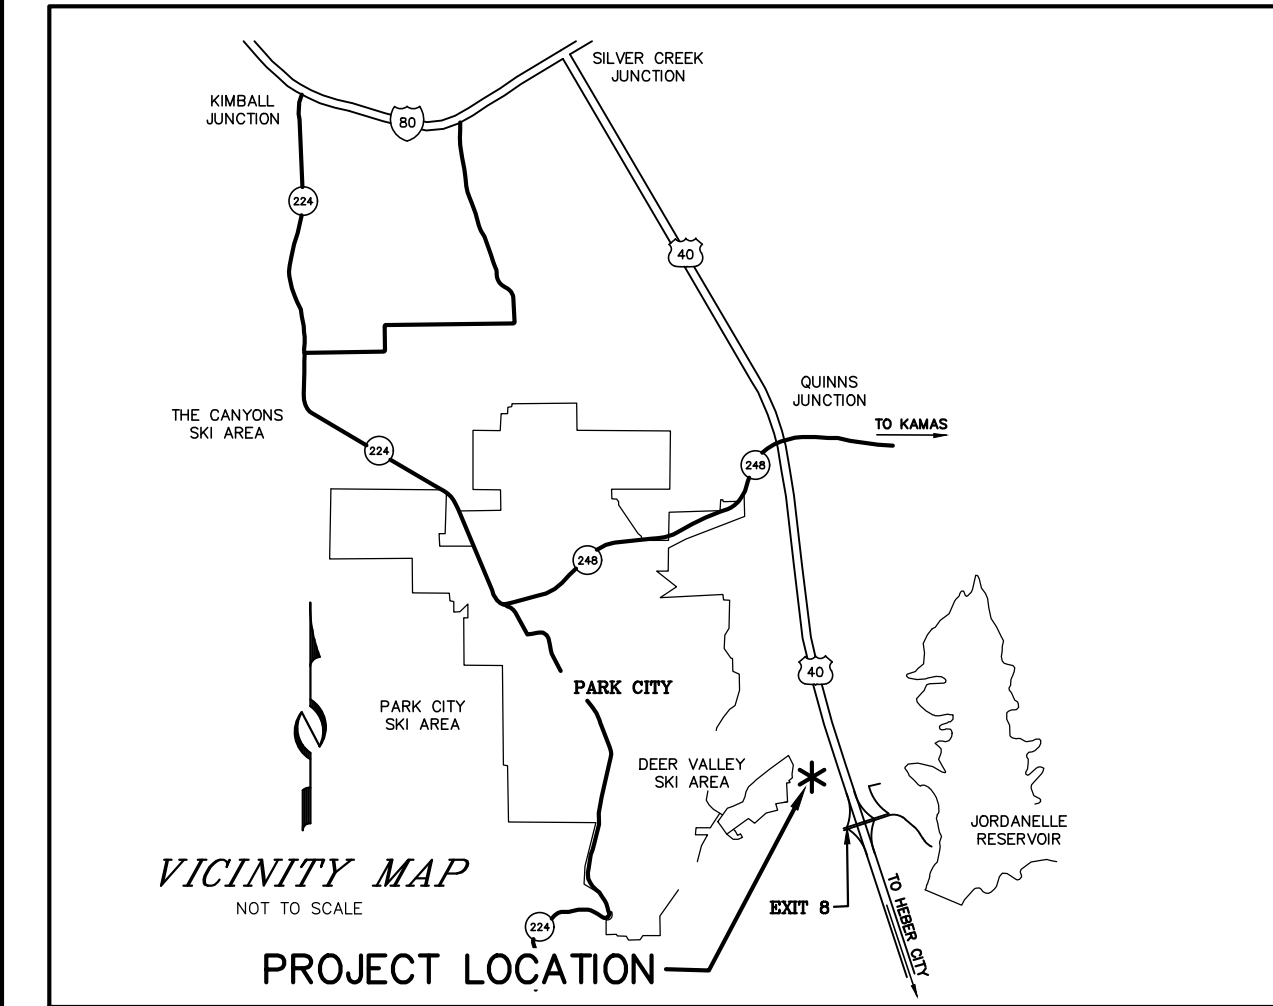 SILVER CREEK
JUNCTION
KIMBALL
JUNCTION
80
224
40
QUINNS
JUNCTION
THE CANYONS
SKI AREA
TO KAMAS
224
248
248
40
PARK CITY
PARK CITY
SKI AREA
DEER VALLEY
SKI AREA
JORDANELLE
RESERVOIR
VICINITY MAP
NOT TO SCALE
EXIT 8
TO HEBER CITY
224
PROJECT LOCATION